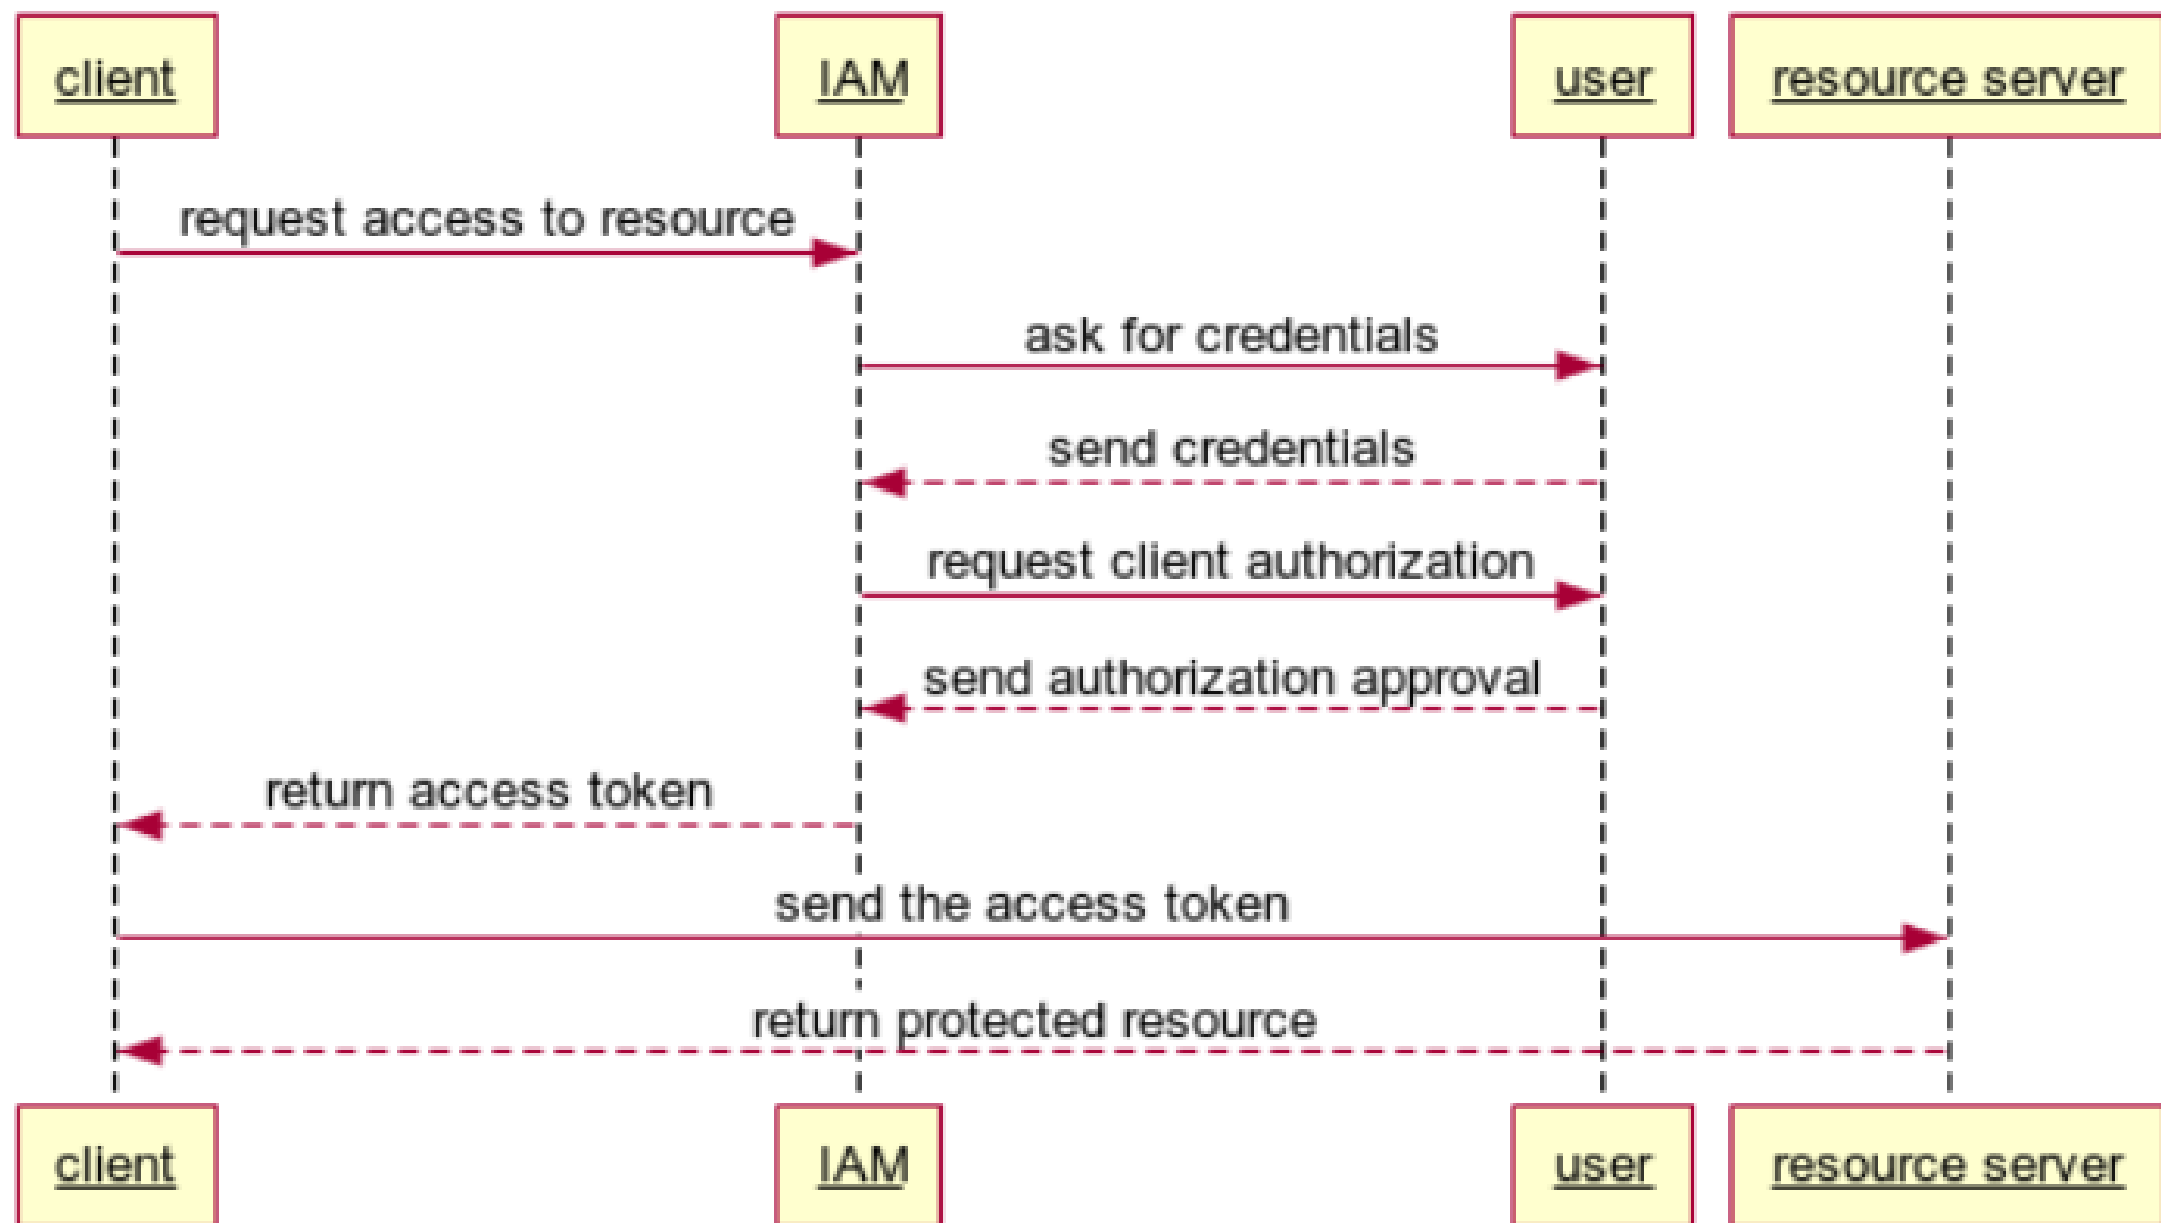 client
IAM
user
resource server
request access to resource
ask for credentials
send credentials
request client authorization
send authorization approval
return access token
send the access token
return protected resource
client
IAM
user
resource server